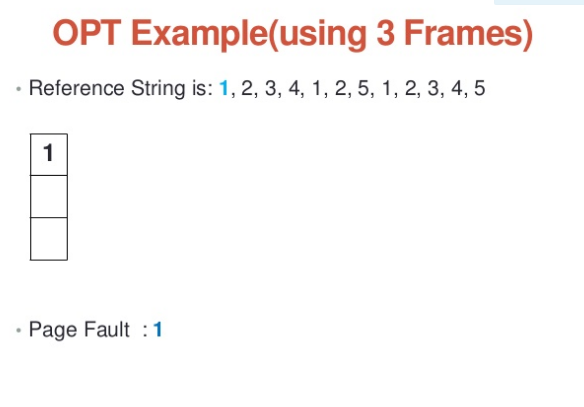 OPT Example(using 3 Frames)
• Reference String is: 1, 2, 3, 4, 1, 2, 5, 1, 2, 3, 4, 5
1
• Page Fault : 1